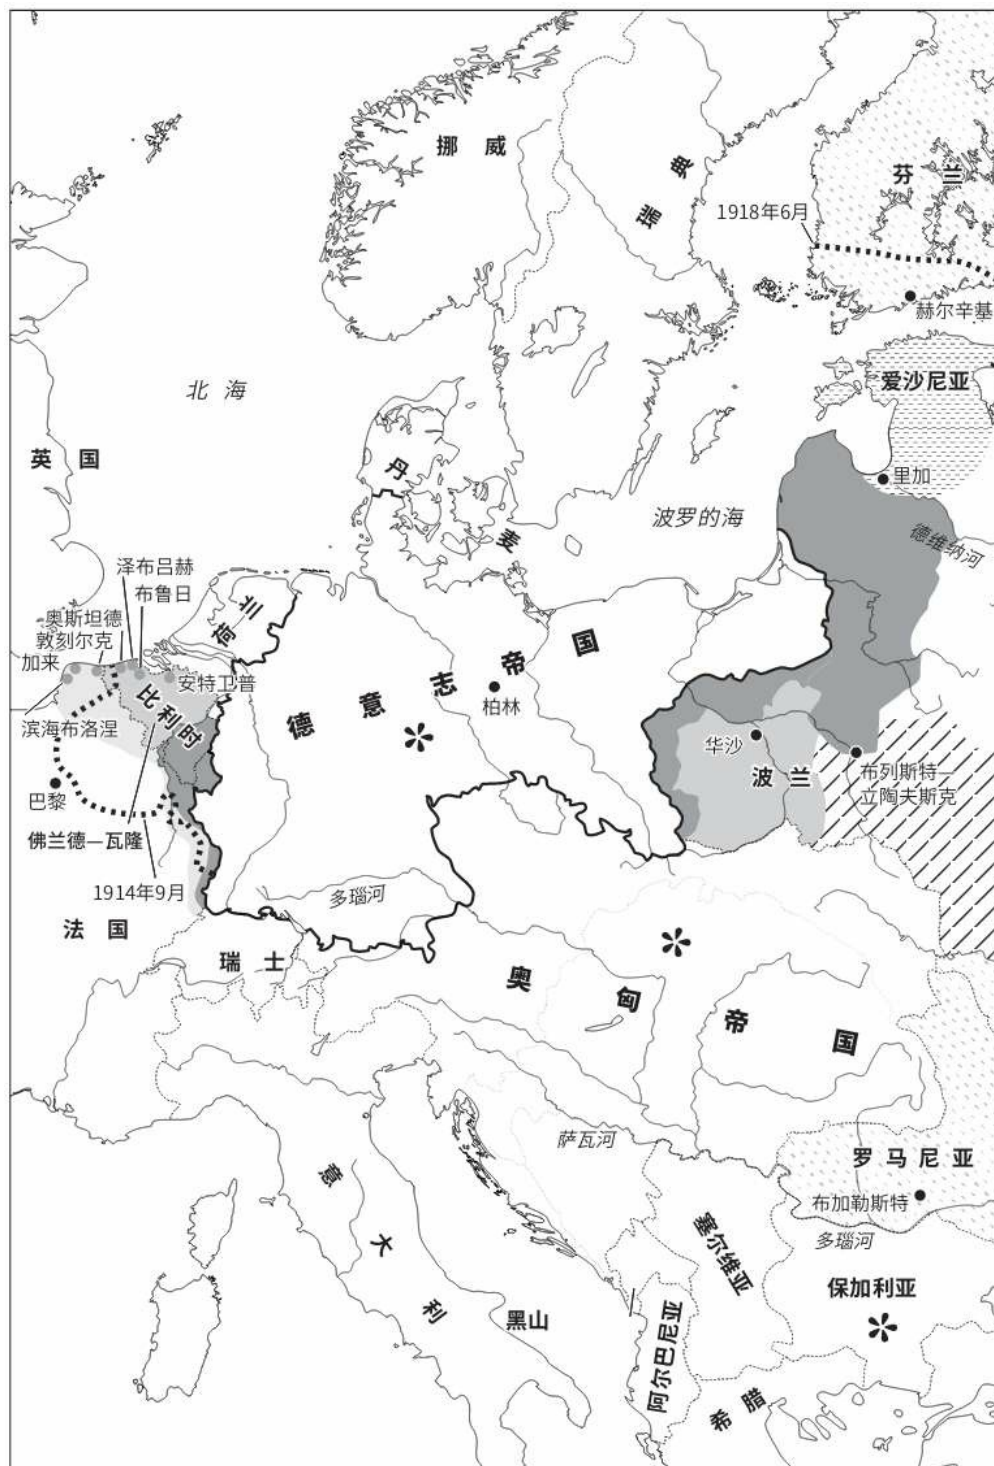 挪威
瑞典
芬兰
1918年6月
赫尔辛基
北海
爱沙尼亚
英国
丹麦
里加
波罗的海
德维纳河
泽布吕赫
布鲁日
奥斯坦德
敦刻尔克
加来
荷兰
安特卫普
德意志帝国
柏林
比利时
滨海布洛涅
华沙
波兰
布列斯特—
立陶夫斯克
巴黎
佛兰德—瓦隆
1914年9月
多瑙河
法国
瑞士
奥匈帝国
萨瓦河
罗马尼亚
布加勒斯特
多瑙河
意大利
塞尔维亚
保加利亚
黑山
阿尔巴尼亚
希腊